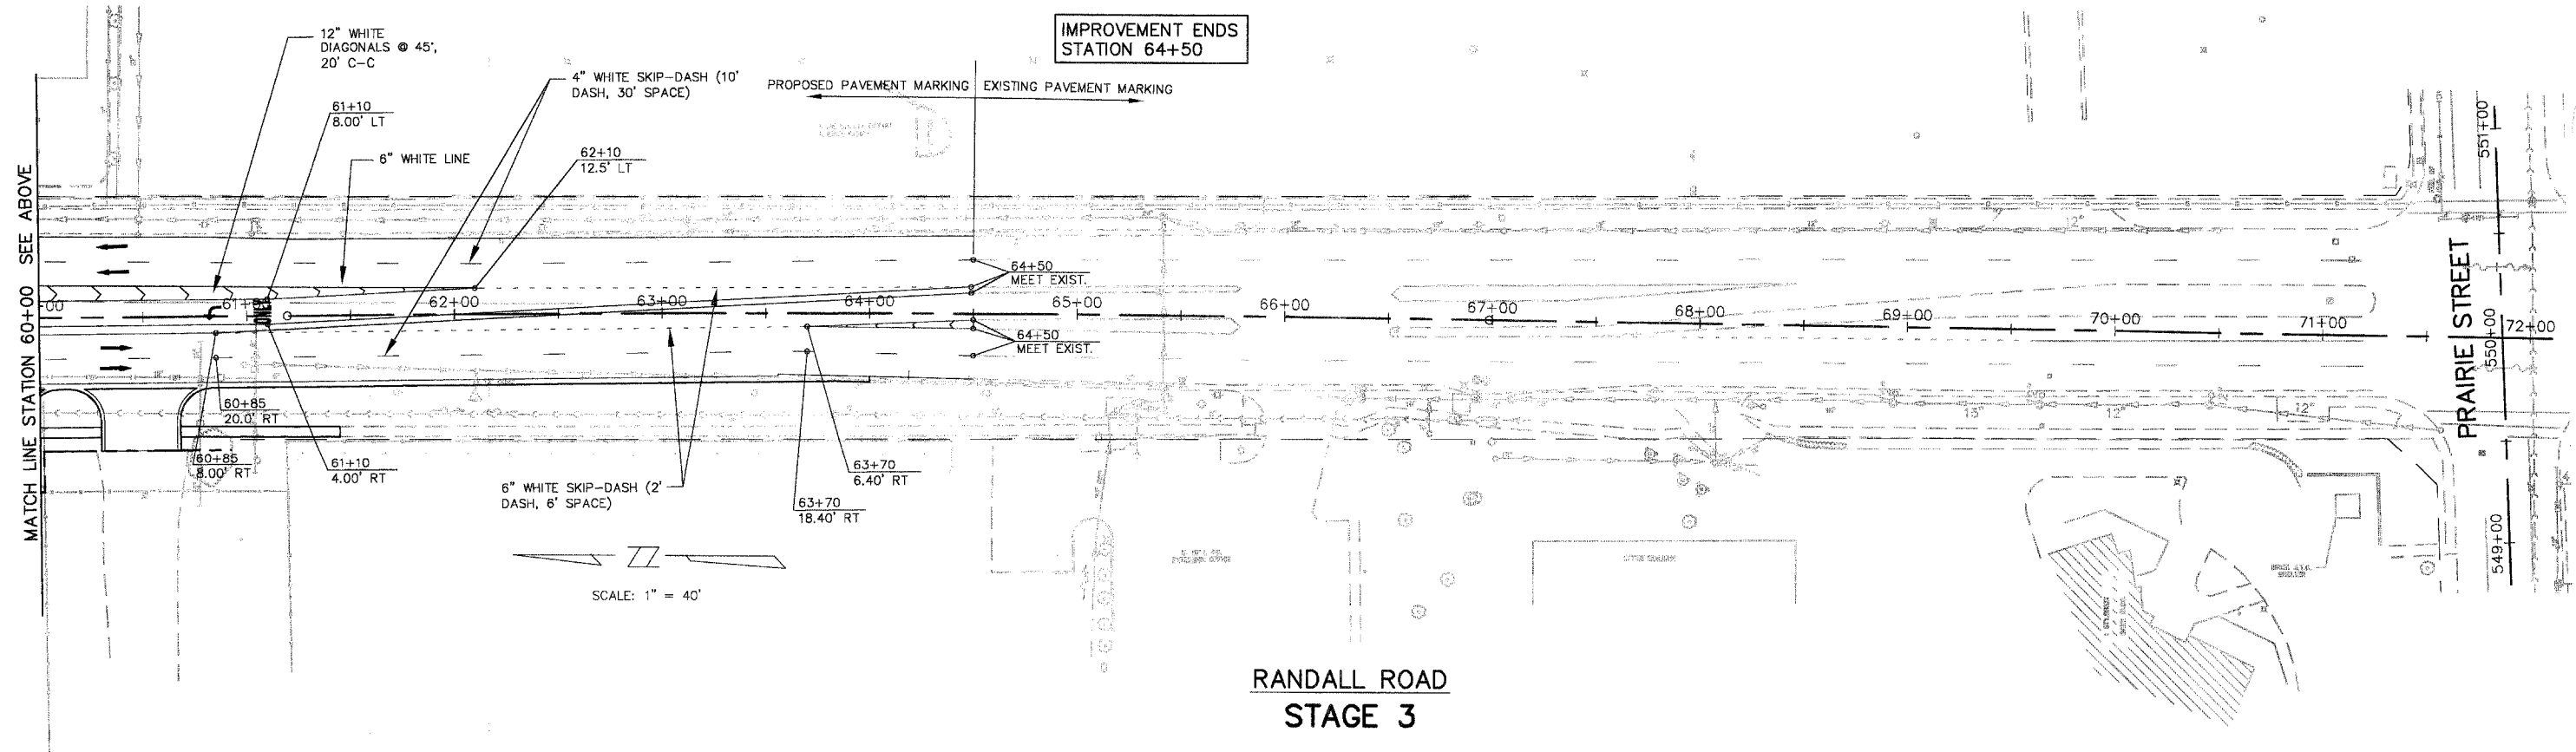 IMPROVEMENT ENDS
STATION 64+50
12" WHITE
DIAGONALS @ 45°,
20' C-C
4" WHITE SKIP-DASH (10'
DASH, 30' SPACE)
PROPOSED PAVEMENT MARKING
EXISTING PAVEMENT MARKING
61+10
8.00' LT
6" WHITE LINE
62+10
12.5' LT
MATCH LINE STATION 60+00 SEE ABOVE
64+50
MEET EXIST.
62+00
63+00
64+00
65+00
66+00
67+00
68+00
69+00
70+00
71+00
72+00
ONLY
64+50
MEET EXIST.
12"
551+00
550+00
549+00
PRAIRIE STREET
60+85
20.0' RT
60+85
8.00' RT
61+10
4.00' RT
63+70
6.40' RT
63+70
18.40' RT
6" WHITE SKIP-DASH (2'
DASH, 6' SPACE)
15"
12"
12"
SCALE: 1" = 40'
RANDALL ROAD
STAGE 3